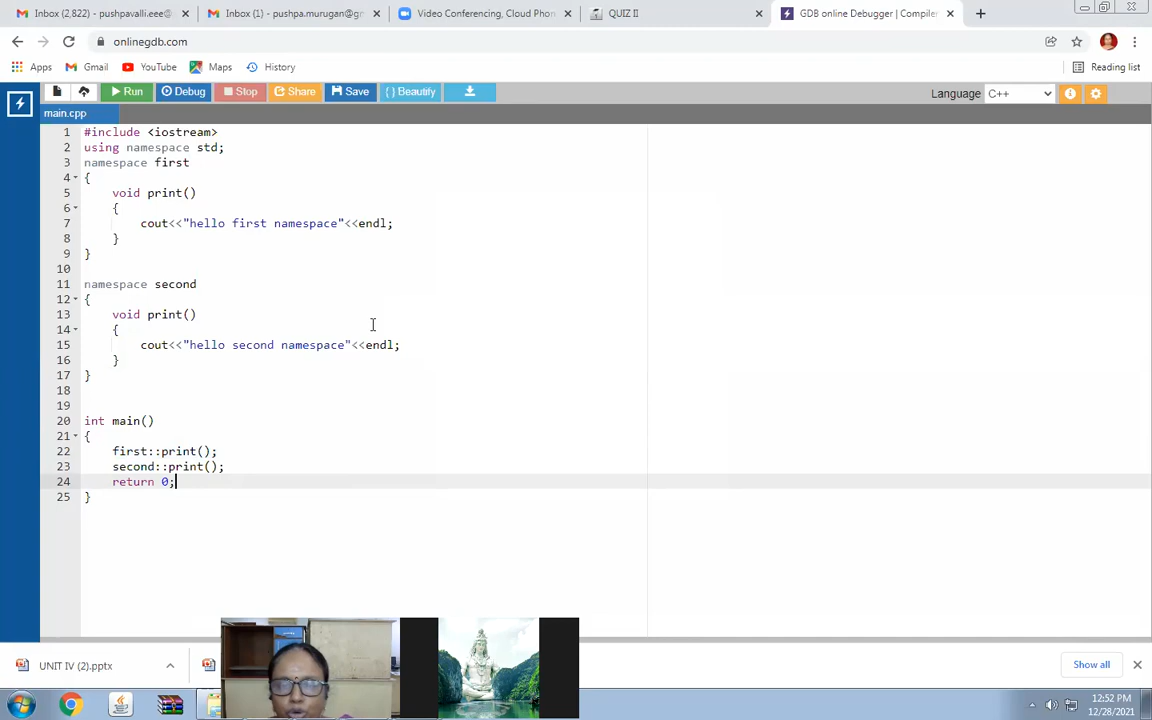 Inbox (2,822) - pushpavalli.eee@
Inbox (1) - pushpa.murugan@gr
Video Conferencing, Cloud Phon
QUIZ II
GDB online Debugger | Compiler
onlinegdb.com
Apps
Gmail
YouTube
Maps
History
Reading list
Run
Debug
Stop
Share
Save
{ } Beautify
Language
C++
main.cpp
1 #include <iostream>
2 using namespace std;
3 namespace first
4 {
5 void print()
6 {
7 cout<<"hello first namespace"<<endl;
8 }
9 }
10
11 namespace second
12 {
13 void print()
14 {
15 cout<<"hello second namespace"<<endl;
16 }
17 }
18
19
20 int main()
21 {
22 first::print();
23 second::print();
24 return 0;
25 }
UNIT IV (2).pptx
Show all
12:52 PM
12/28/2021